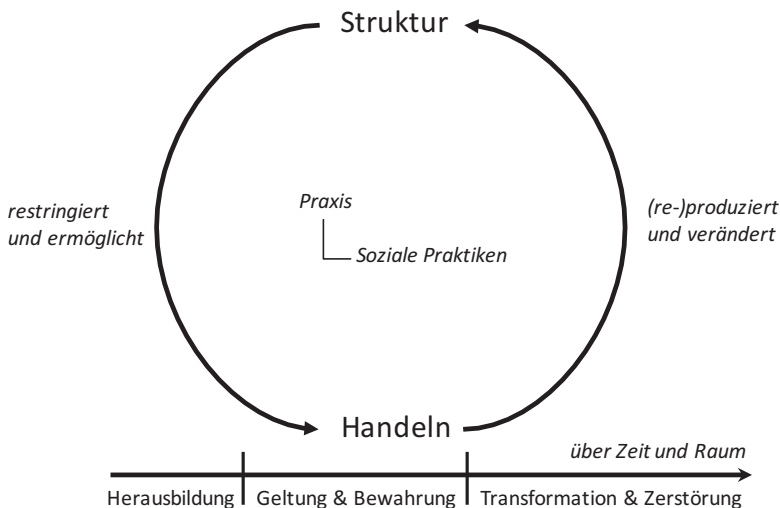 Struktur
restringiert
und ermöglicht
Praxis
Soziale Praktiken
(re-)produziert
und verändert
Handeln
über Zeit und Raum
Herausbildung
Geltung & Bewahrung
Transformation & Zerstörung